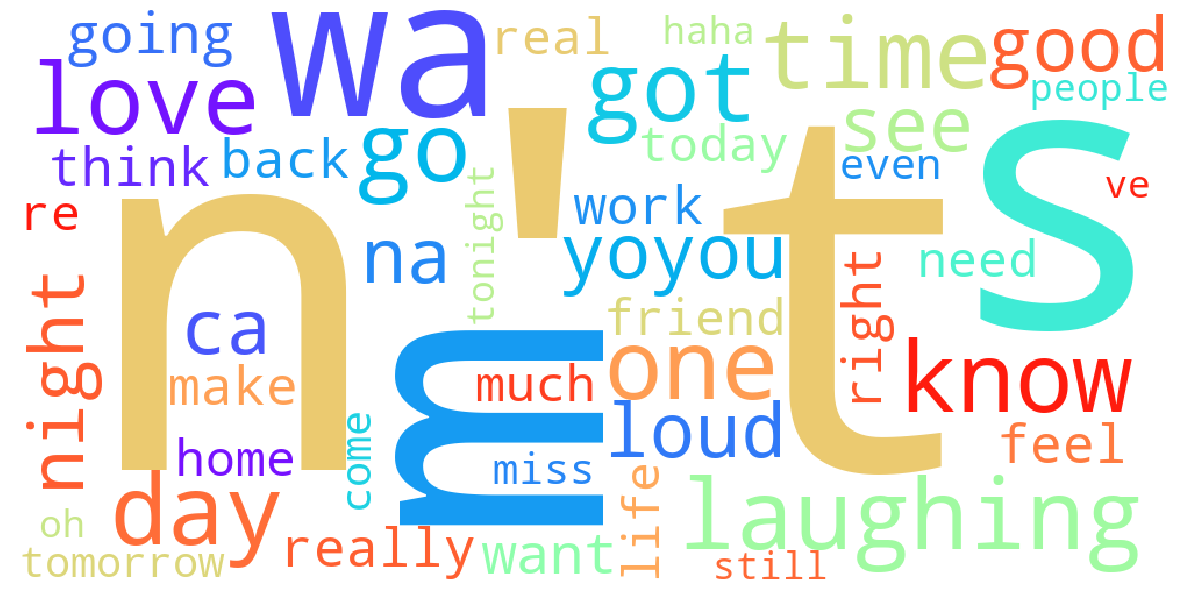 going
wa
real
haha
time
good
love
got
people
go
see
think
back
today
even
ve
n't
s
re
tonight
work
na
yoyou
need
night
right
ca
friend
m
one
know
make
much
loud
home
come
miss
feel
day
life
laughing
oh
tomorrow
really
want
still